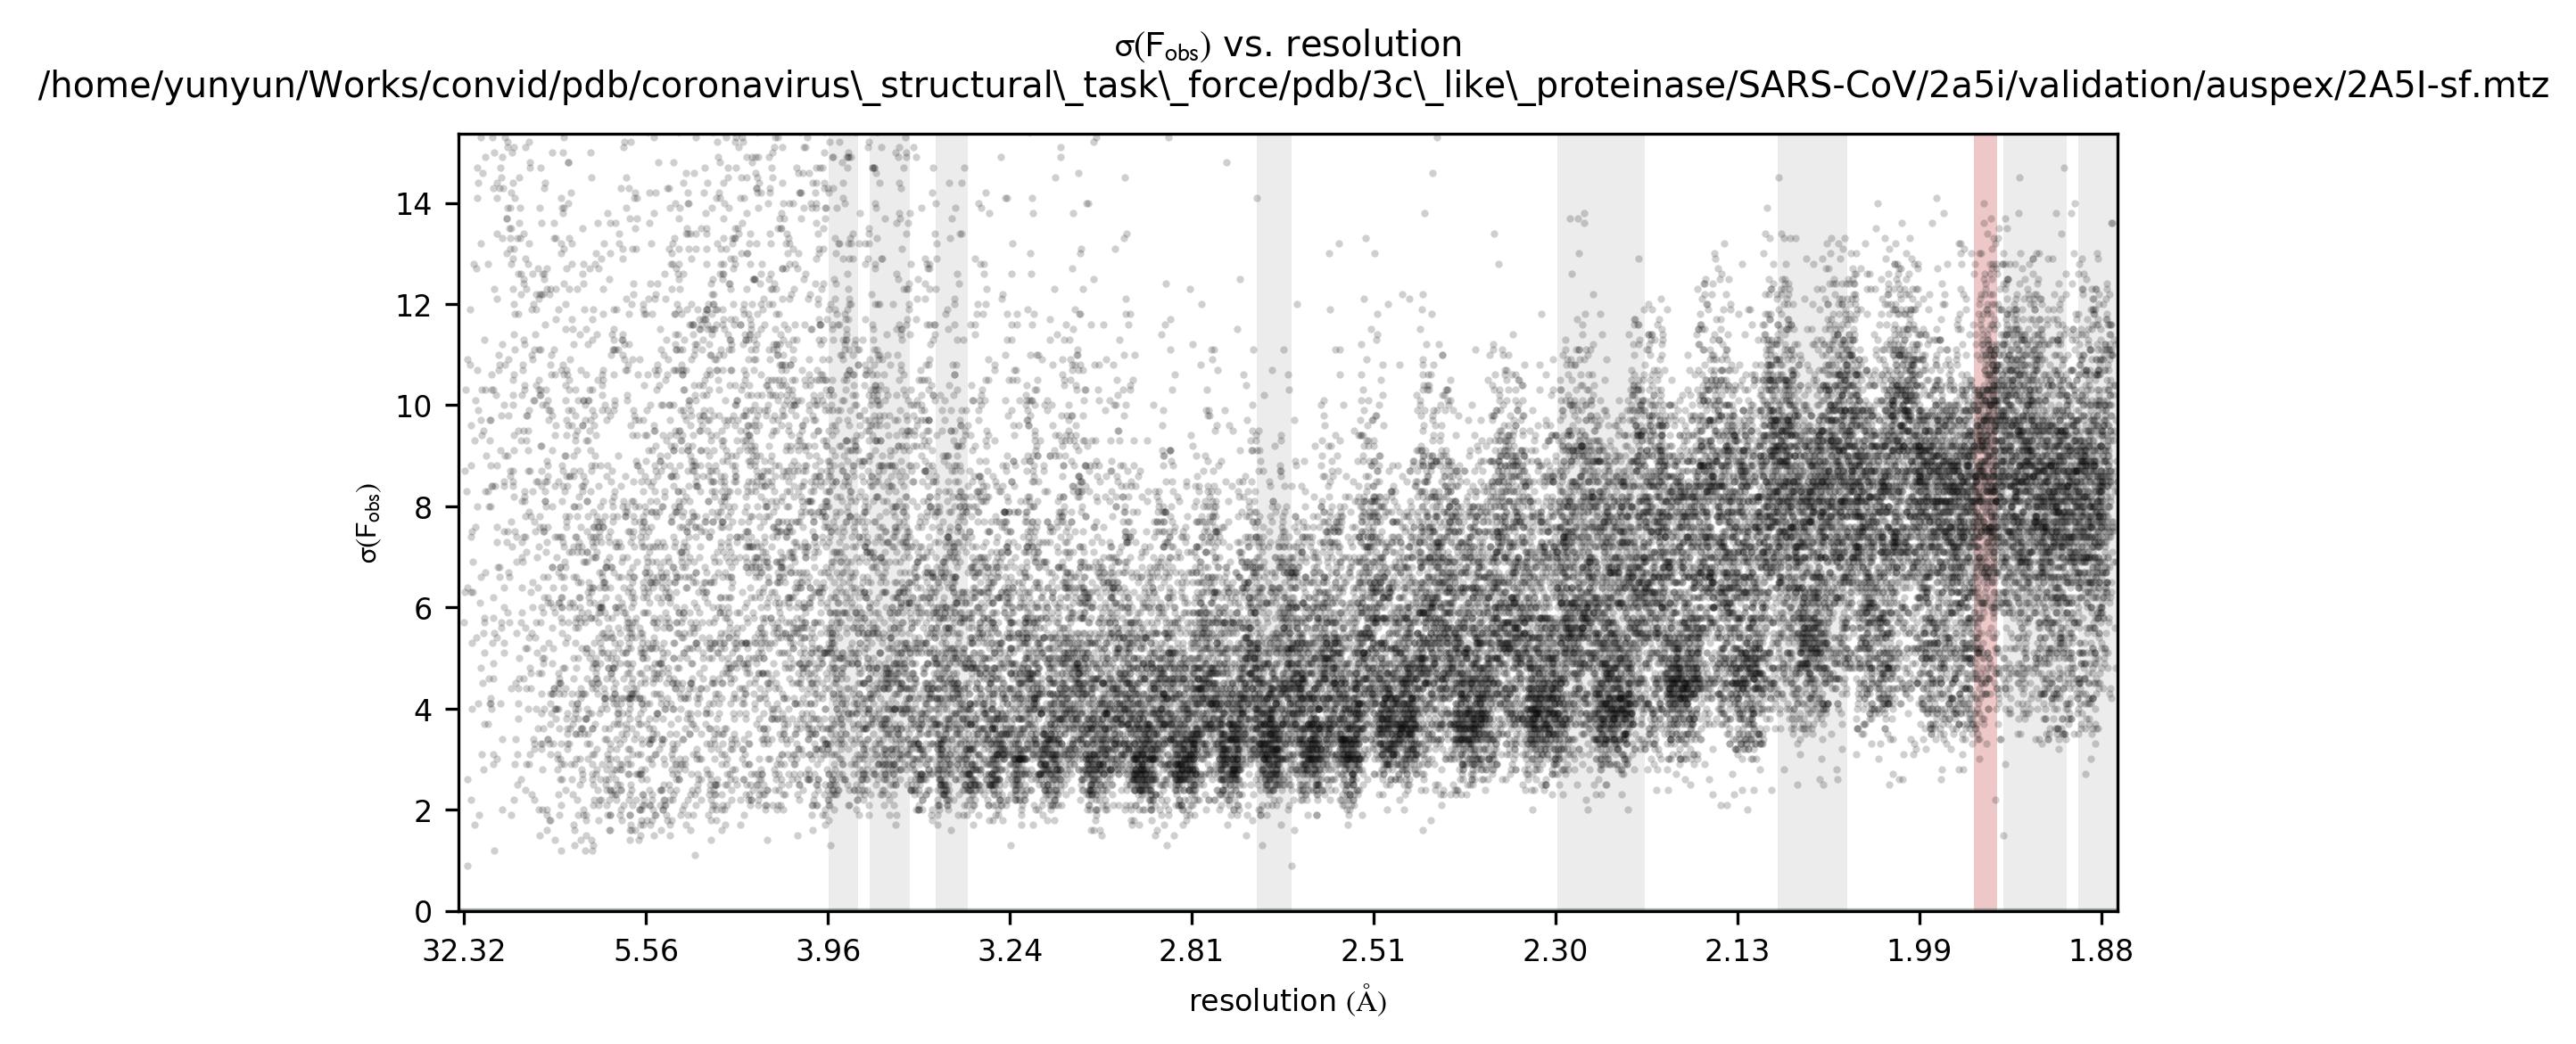 σ(Fobs) vs. resolution
/home/yunyun/Works/convid/pdb/coronavirus\_structural\_task\_force/pdb/3c\_like\_proteinase/SARS-CoV/2a5i/validation/auspex/2A5I-sf.mtz
14
12
10
8
6
4
2
0
σ(Fobs)
32.32 5.56 3.96 3.24 2.81 2.51 2.30 2.13 1.99 1.88
resolution (Å)